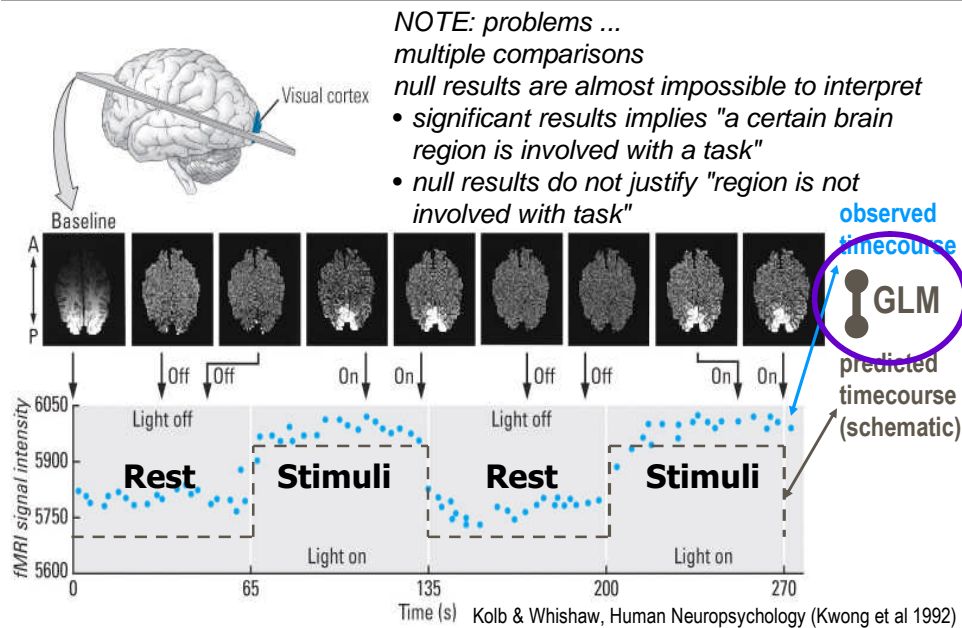 NOTE: problems ...
multiple comparisons
null results are almost impossible to interpret
• significant results implies "a certain brain
region is involved with a task"
• null results do not justify "region is not
involved with task"
Visual cortex
Baseline
A
P
observed
timecourse
GLM
predicted
timecourse
(schematic)
Off
Off
On
On
Off
Off
On
On
fMRI signal intensity
6050
5900
5750
5600
Light off
Light off
Rest
Stimuli
Rest
Stimuli
Light on
Light on
0
65
135
200
270
Time (s)
Kolb & Whishaw, Human Neuropsychology (Kwong et al 1992)